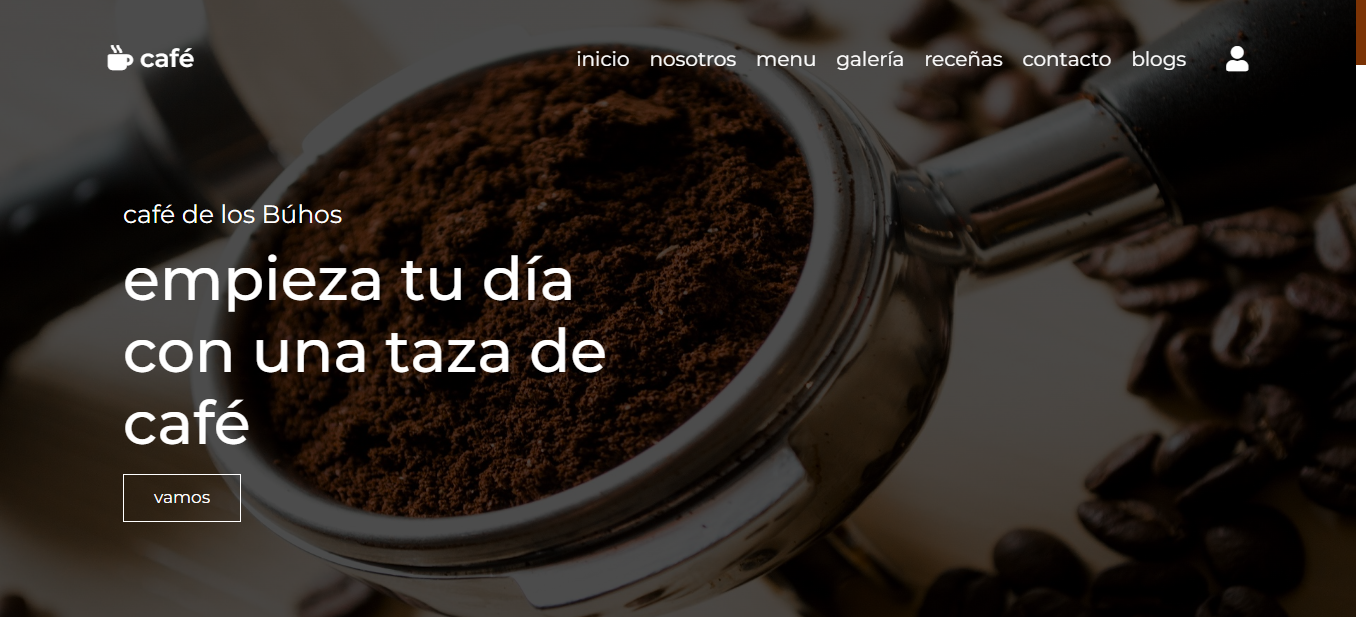 café
inicio nosotros menu galería receñas contacto blogs
café de los Búhos
empieza tu día
con una taza de
café
vamos